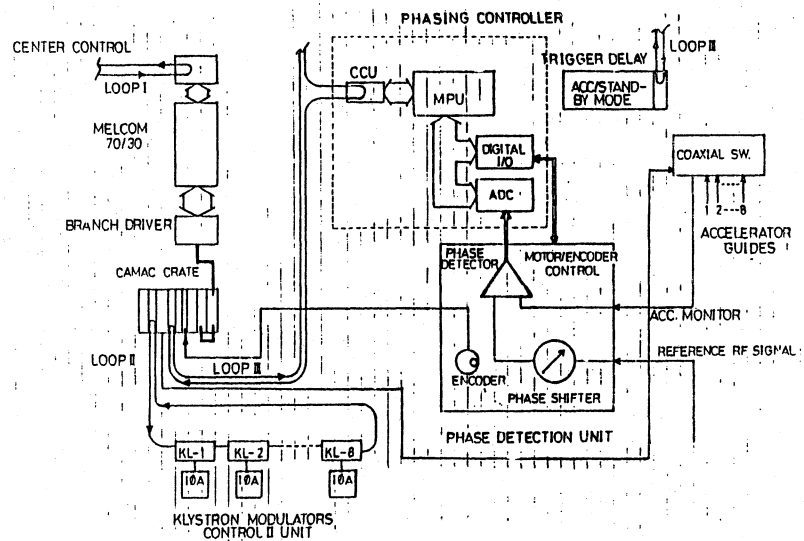 PHASING CONTROLLER
CENTER CONTROL
LOOP I
MELCOM
70/30
BRANCH DRIVER
CAMAC CRATE
LOOP II
LOOP III
CCU
MPU
DIGITAL
I/O
ADC
TRIGGER DELAY
LOOP III
ACC/STAND-
BY MODE
COAXIAL SW.
1 2---8
ACCELERATOR
GUIDES
PHASE
DETECTOR
MOTOR/ENCODER
CONTROL
ACC. MONITOR
REFERENCE RF SIGNAL
ENCODER
PHASE SHIFTER
PHASE DETECTION UNIT
KL-1
KL-2
KL-8
10A
10A
10A
KLYSTRON MODULATORS
CONTROL II UNIT